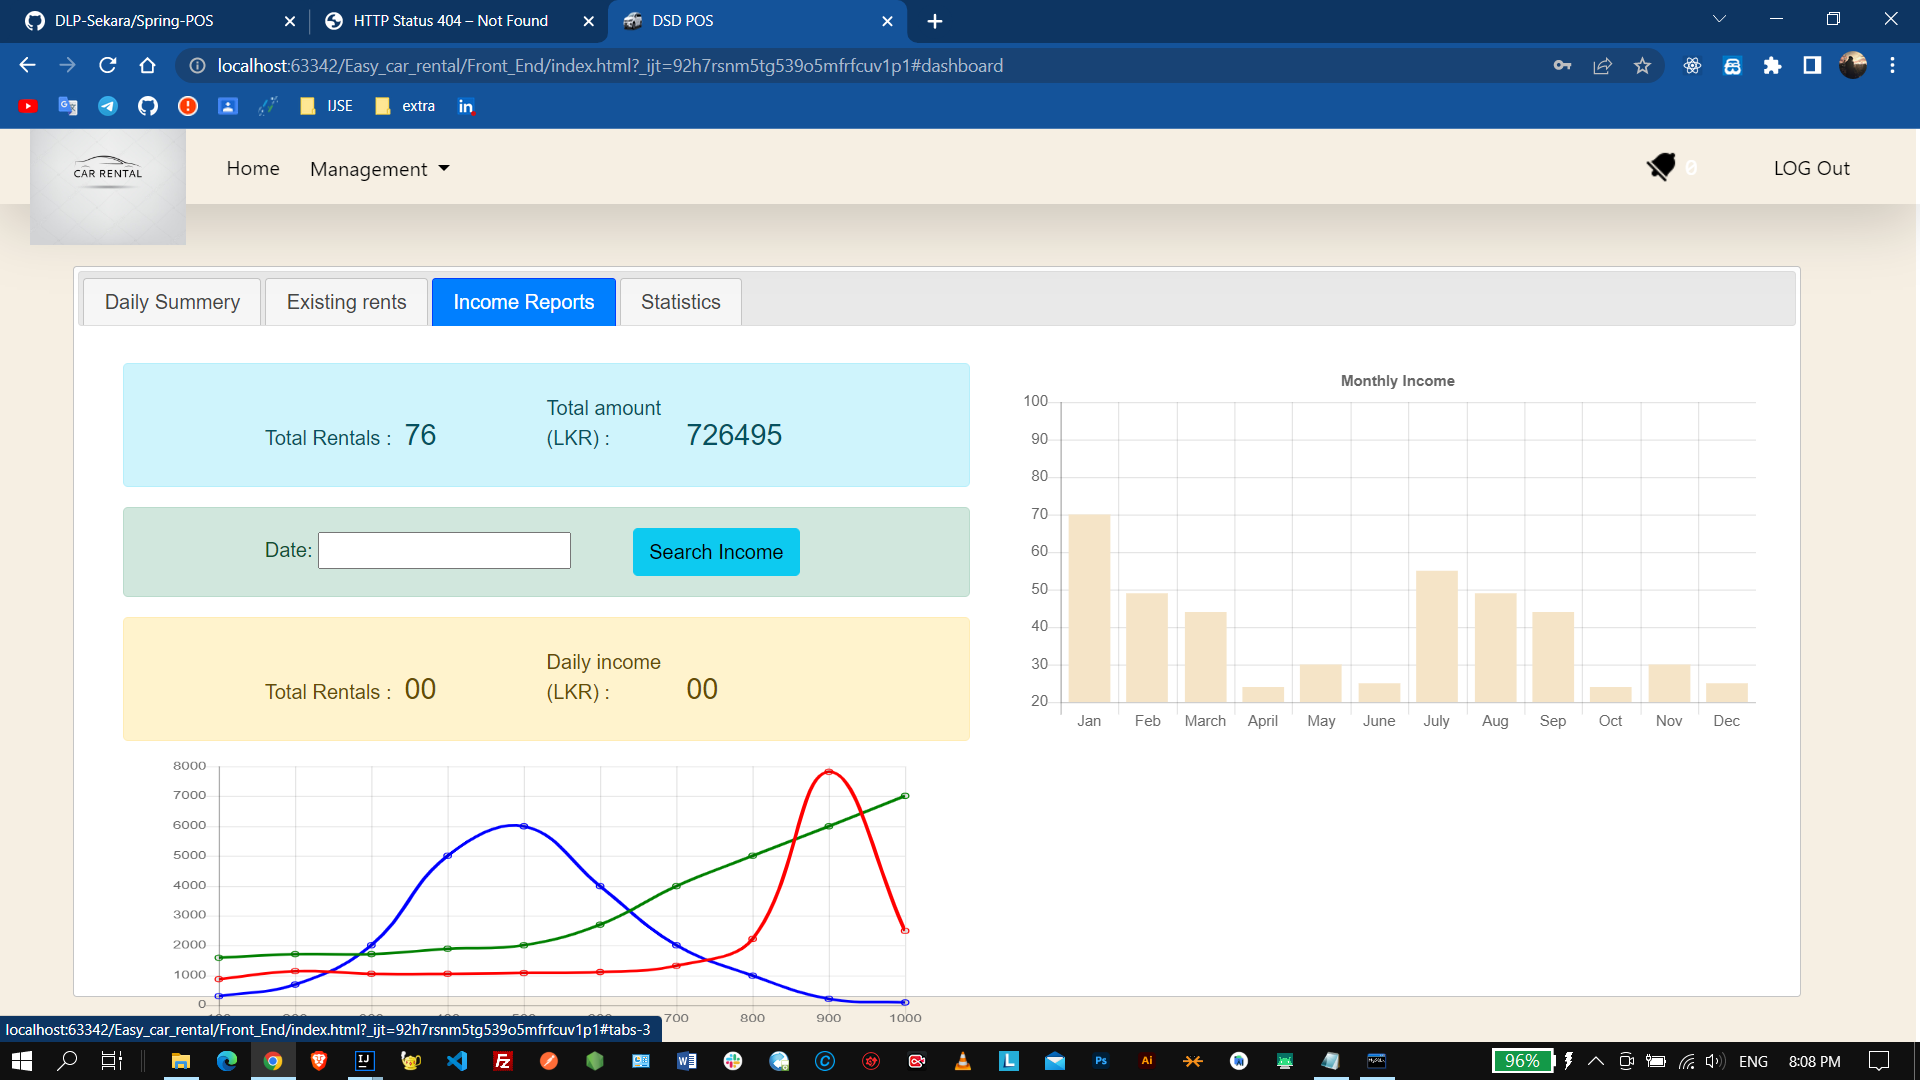 DLP-Sekara/Spring-POS
HTTP Status 404 – Not Found
DSD POS
localhost:63342/Easy_car_rental/Front_End/index.html?_ijt=92h7rsnm5tg539o5mfrfcuv1p1#dashboard
IJSE
extra
CAR RENTAL
Home
Management
0
LOG Out
Daily Summery
Existing rents
Income Reports
Statistics
Total Rentals : 76
Total amount
(LKR) : 726495
Date:
Search Income
Total Rentals : 00
Daily income
(LKR) : 00
Monthly Income
100
90
80
70
60
50
40
30
20
Jan Feb March April May June July Aug Sep Oct Nov Dec
8000
7000
6000
5000
4000
3000
2000
1000
0
700 800 900 1000
localhost:63342/Easy_car_rental/Front_End/index.html?_ijt=92h7rsnm5tg539o5mfrfcuv1p1#tabs-3
96%
ENG
8:08 PM